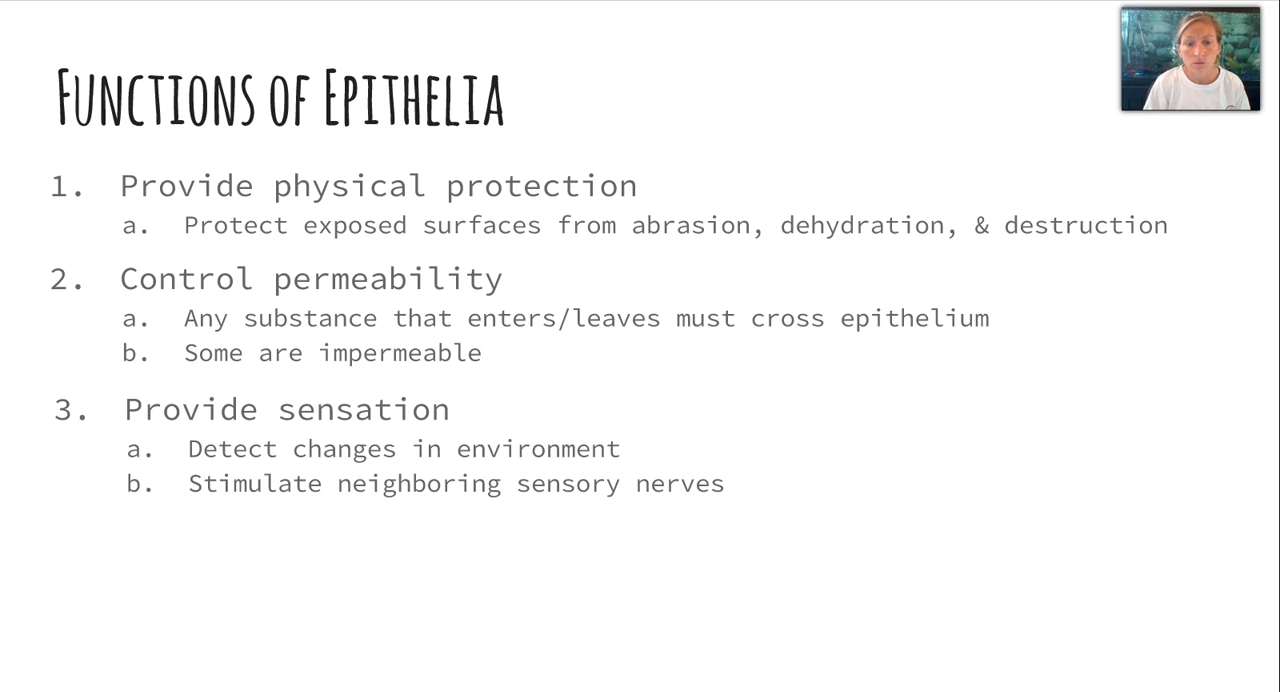 Functions of Epithelia
1. Provide physical protection
a. Protect exposed surfaces from abrasion, dehydration, & destruction
2. Control permeability
a. Any substance that enters/leaves must cross epithelium
b. Some are impermeable
3. Provide sensation
a. Detect changes in environment
b. Stimulate neighboring sensory nerves